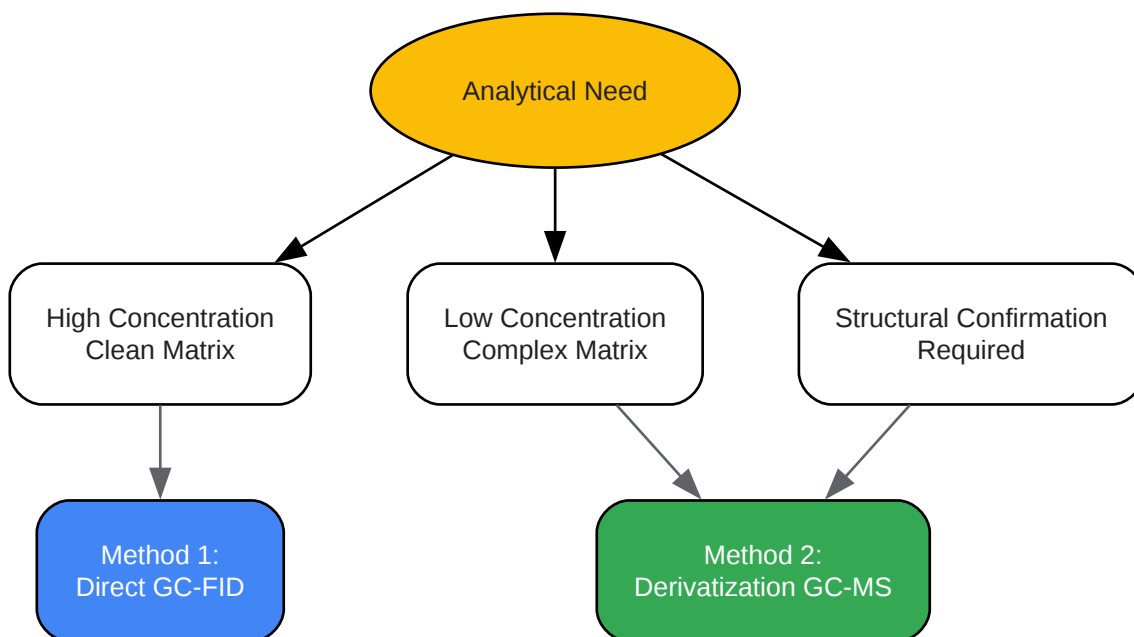 Analytical Need
High Concentration
Clean Matrix
Low Concentration
Complex Matrix
Structural Confirmation
Required
Method 1:
Direct GC-FID
Method 2:
Derivatization GC-MS